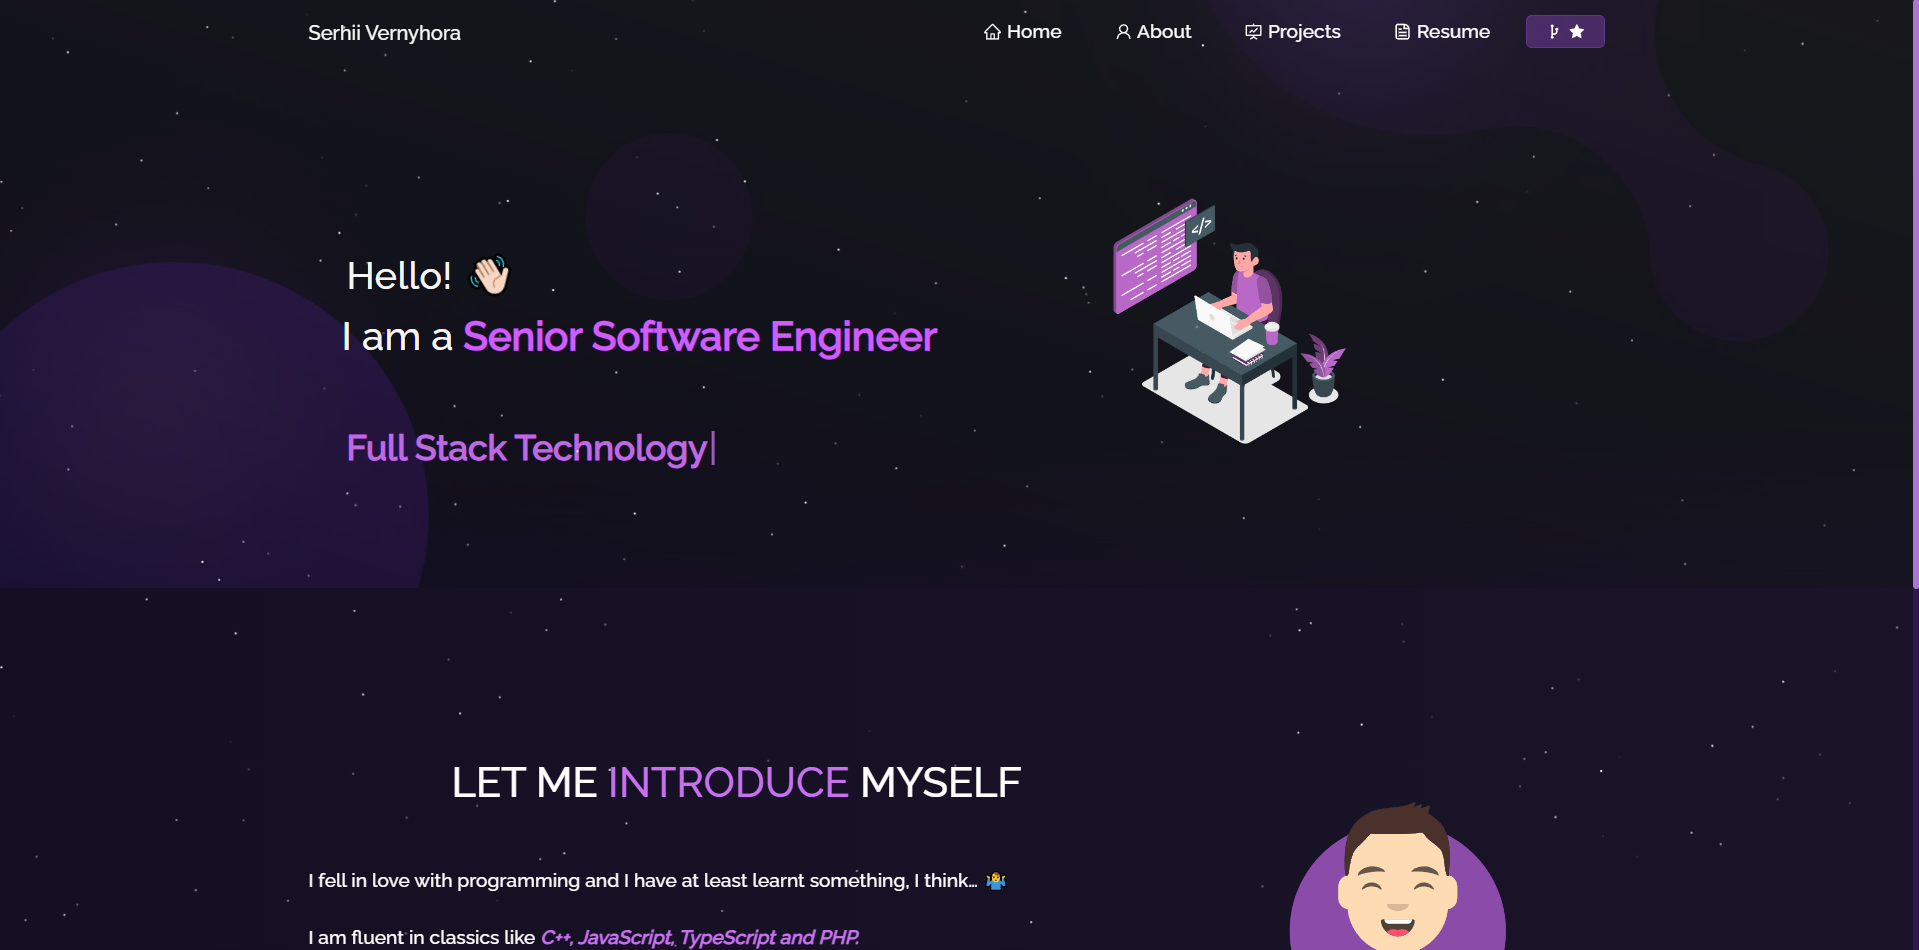 Serhii Vernyhora
Home
About
Projects
Resume
Hello! 👋🏻
I am a Senior Software Engineer
</>
Full Stack Technology|
LET ME INTRODUCE MYSELF
I fell in love with programming and I have at least learnt something, I think… 🤷‍♂️
I am fluent in classics like C++, JavaScript, TypeScript and PHP.